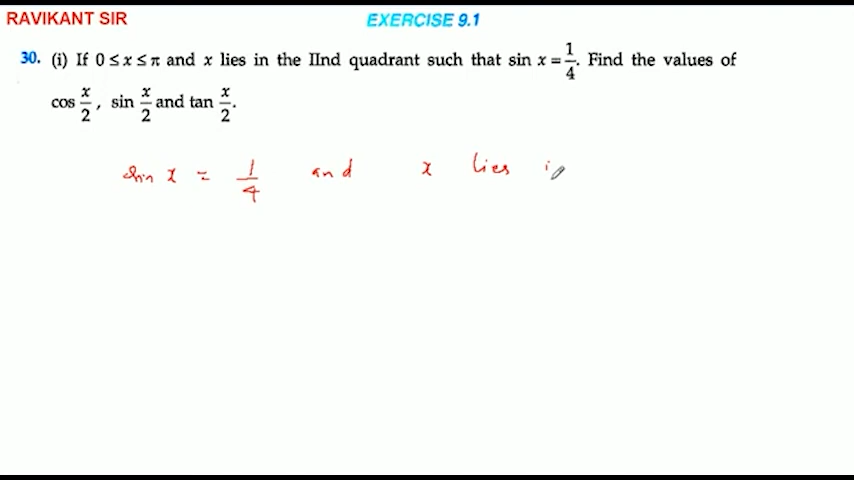 RAVIKANT SIR
EXERCISE 9.1
30. (i) If 0 ≤ x ≤ π and x lies in the IInd quadrant such that sin x = 1/4. Find the values of
cos x/2, sin x/2 and tan x/2.
sin x = 1/4 and x lies i